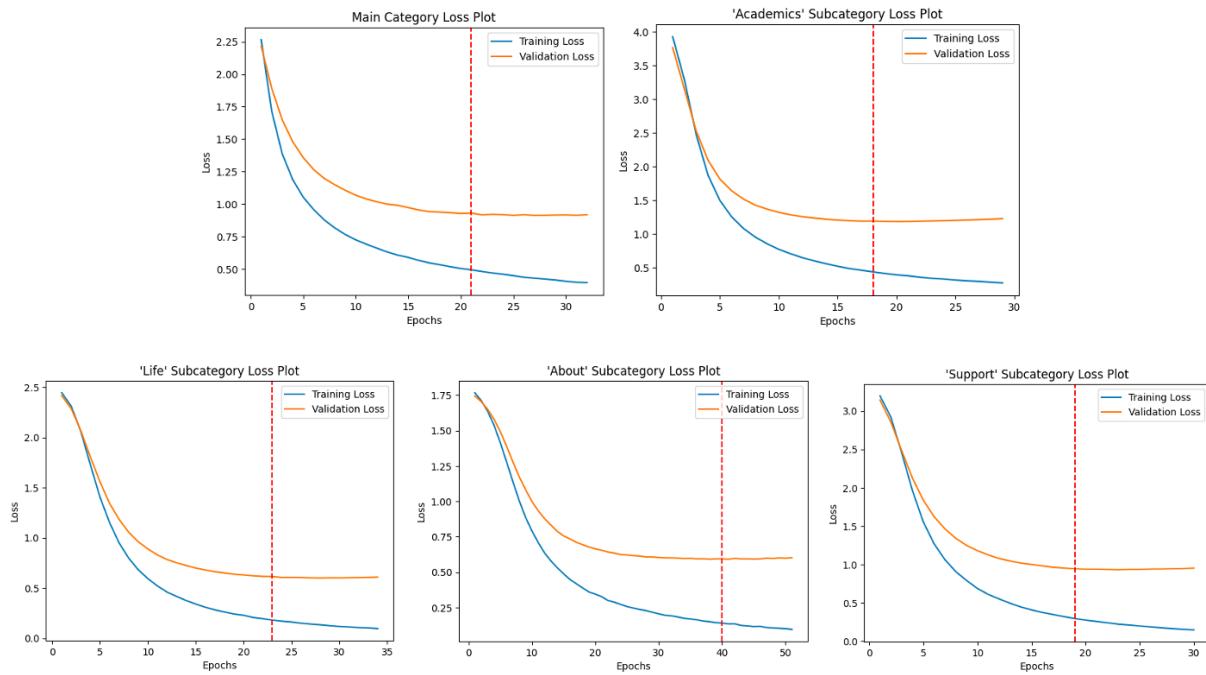 Main Category Loss Plot
Training Loss
Validation Loss
2.25
2.00
1.75
1.50
1.25
1.00
0.75
0.50
Loss
0 5 10 15 20 25 30
Epochs
'Academics' Subcategory Loss Plot
Training Loss
Validation Loss
4.0
3.5
3.0
2.5
2.0
1.5
1.0
0.5
Loss
0 5 10 15 20 25 30
Epochs
'Life' Subcategory Loss Plot
Training Loss
Validation Loss
2.5
2.0
1.5
1.0
0.5
0.0
Loss
0 5 10 15 20 25 30 35
Epochs
'About' Subcategory Loss Plot
Training Loss
Validation Loss
1.75
1.50
1.25
1.00
0.75
0.50
0.25
Loss
0 10 20 30 40 50
Epochs
'Support' Subcategory Loss Plot
Training Loss
Validation Loss
3.0
2.5
2.0
1.5
1.0
0.5
0.0
Loss
0 5 10 15 20 25 30
Epochs